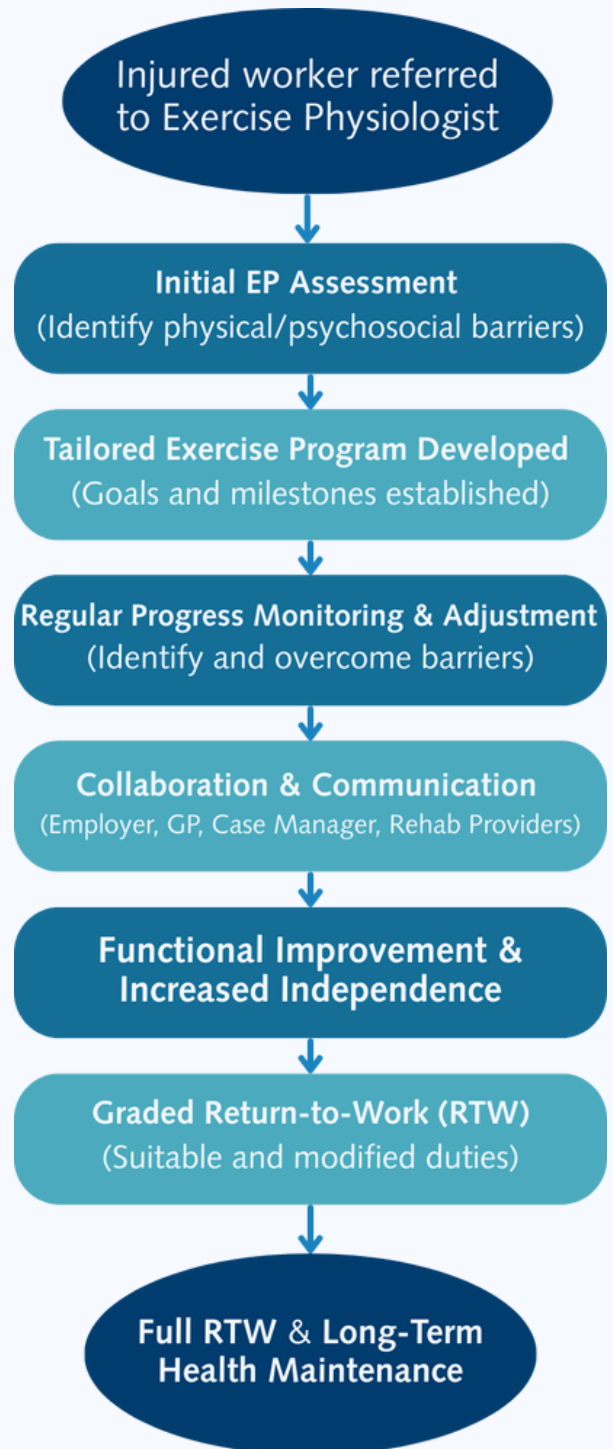 Injured worker referred
to Exercise Physiologist
Initial EP Assessment
(Identify physical/psychosocial barriers)
Tailored Exercise Program Developed
(Goals and milestones established)
Regular Progress Monitoring & Adjustment
(Identify and overcome barriers)
Collaboration & Communication
(Employer, GP, Case Manager, Rehab Providers)
Functional Improvement &
Increased Independence
Graded Return-to-Work (RTW)
(Suitable and modified duties)
Full RTW & Long-Term
Health Maintenance